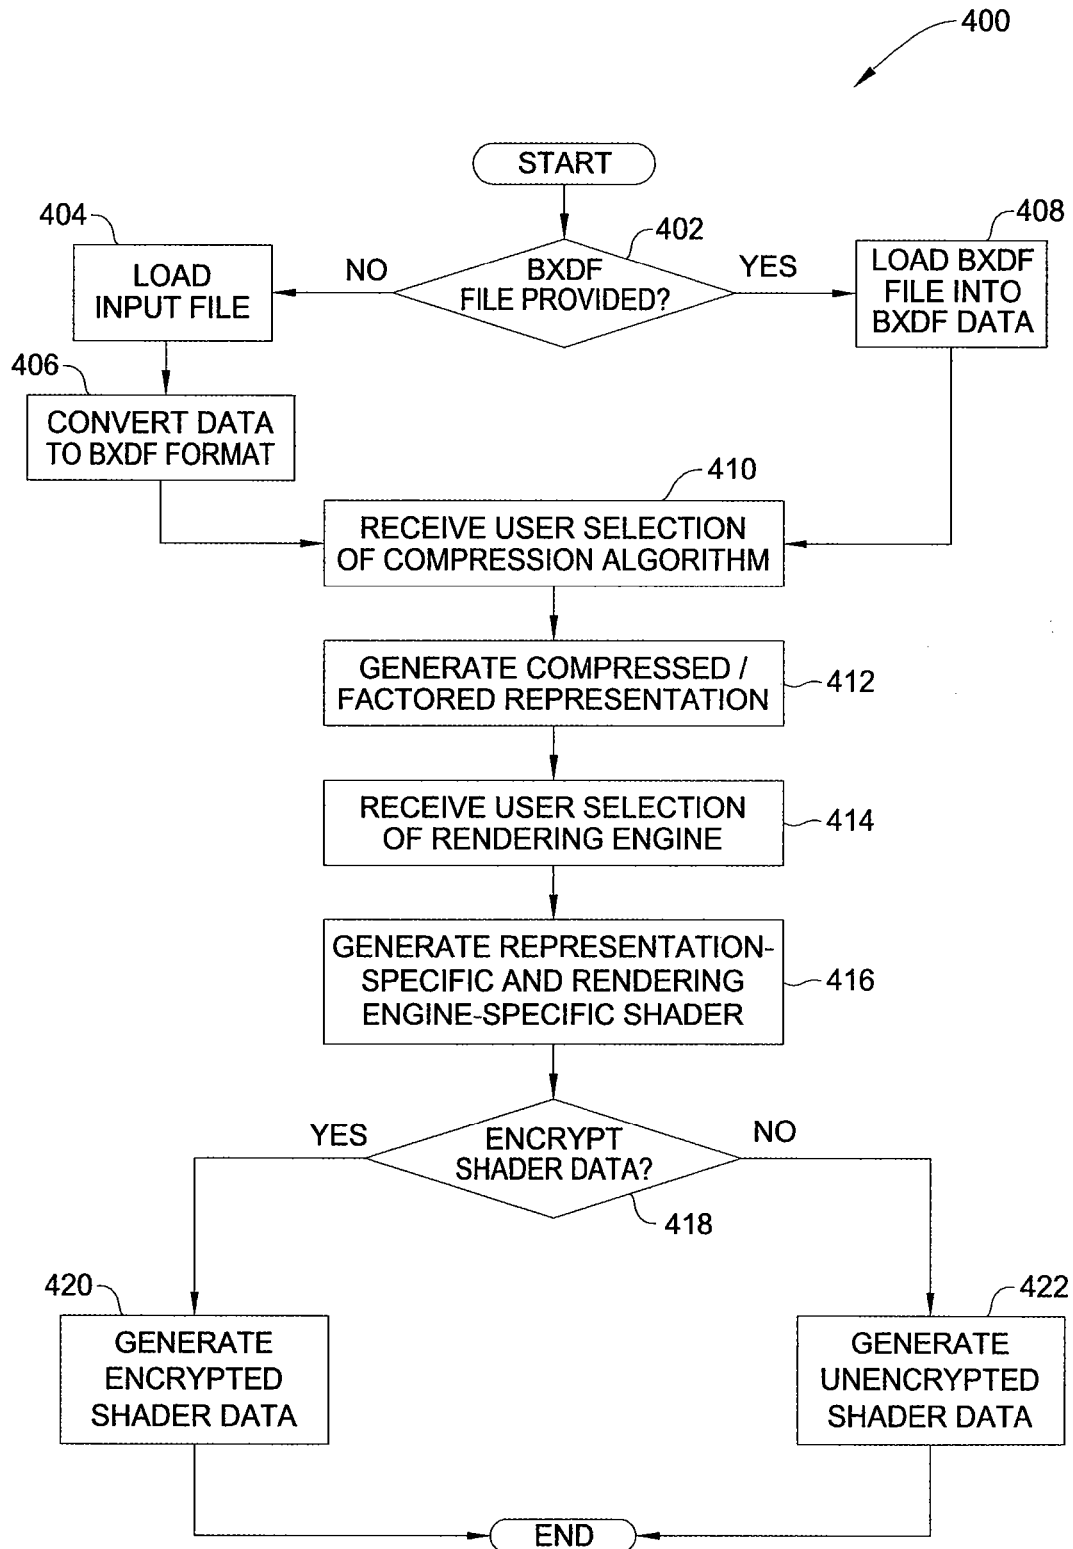 400
START
404
402
408
NO
BXDF
FILE PROVIDED?
YES
LOAD
INPUT FILE
LOAD BXDF
FILE INTO
BXDF DATA
406
CONVERT DATA
TO BXDF FORMAT
410
RECEIVE USER SELECTION
OF COMPRESSION ALGORITHM
GENERATE COMPRESSED /
FACTORED REPRESENTATION
412
RECEIVE USER SELECTION
OF RENDERING ENGINE
414
GENERATE REPRESENTATION-
SPECIFIC AND RENDERING
ENGINE-SPECIFIC SHADER
416
YES
ENCRYPT
SHADER DATA?
NO
418
420
GENERATE
ENCRYPTED
SHADER DATA
422
GENERATE
UNENCRYPTED
SHADER DATA
END